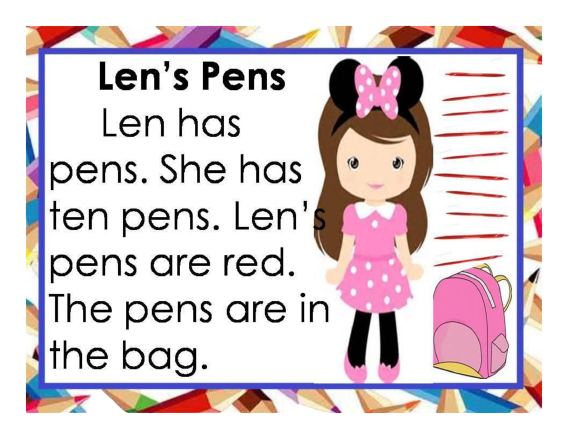 Len's Pens
Len has
pens. She has
ten pens. Len's
pens are red.
The pens are in
the bag.